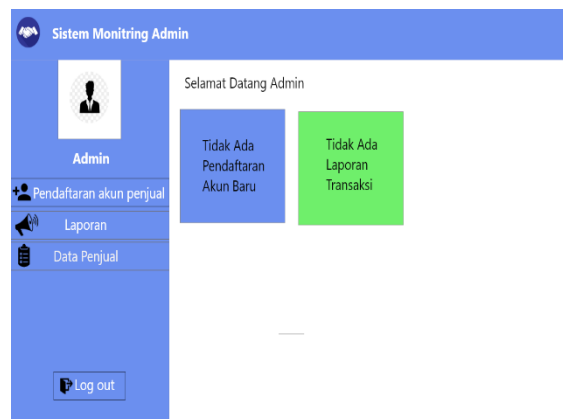 Sistem Monitring Admin
Admin
Pendaftaran akun penjual
Laporan
Data Penjual
Log out
Selamat Datang Admin
Tidak Ada
Pendaftaran
Akun Baru
Tidak Ada
Laporan
Transaksi